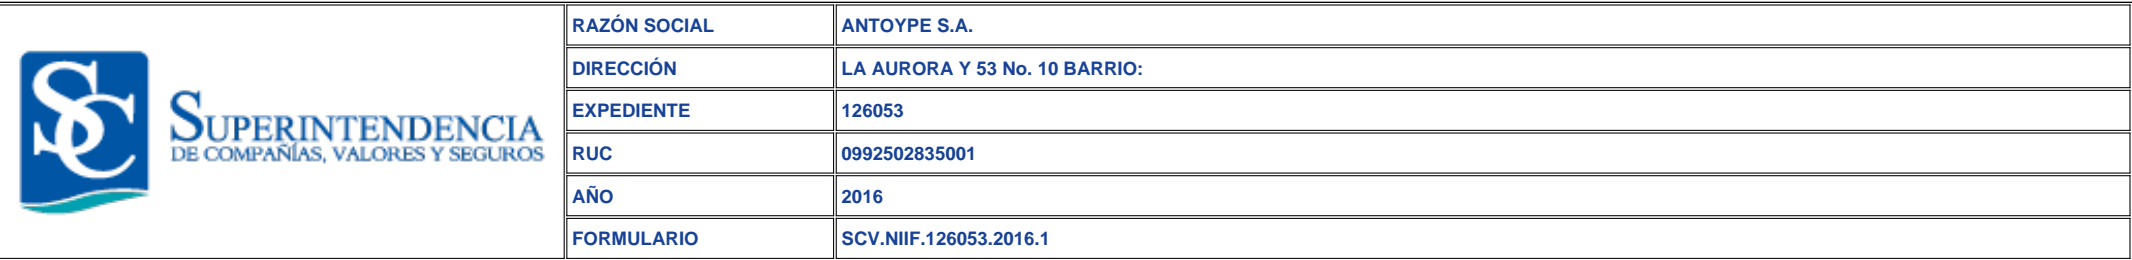 SC
SUPERINTENDENCIA
DE COMPAÑÍAS, VALORES Y SEGUROS
RAZÓN SOCIAL ANTOYPE S.A.
DIRECCIÓN LA AURORA Y 53 No. 10 BARRIO:
EXPEDIENTE 126053
RUC 0992502835001
AÑO 2016
FORMULARIO SCV.NIIF.126053.2016.1